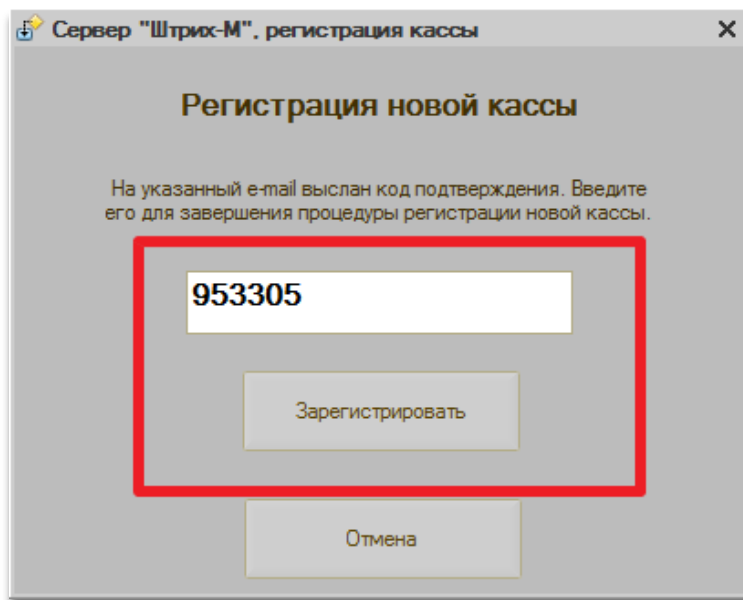 Сервер "Штрих-М", регистрация кассы
Регистрация новой кассы
На указанный e-mail выслан код подтверждения. Введите
его для завершения процедуры регистрации новой кассы.
953305
Зарегистрировать
Отмена